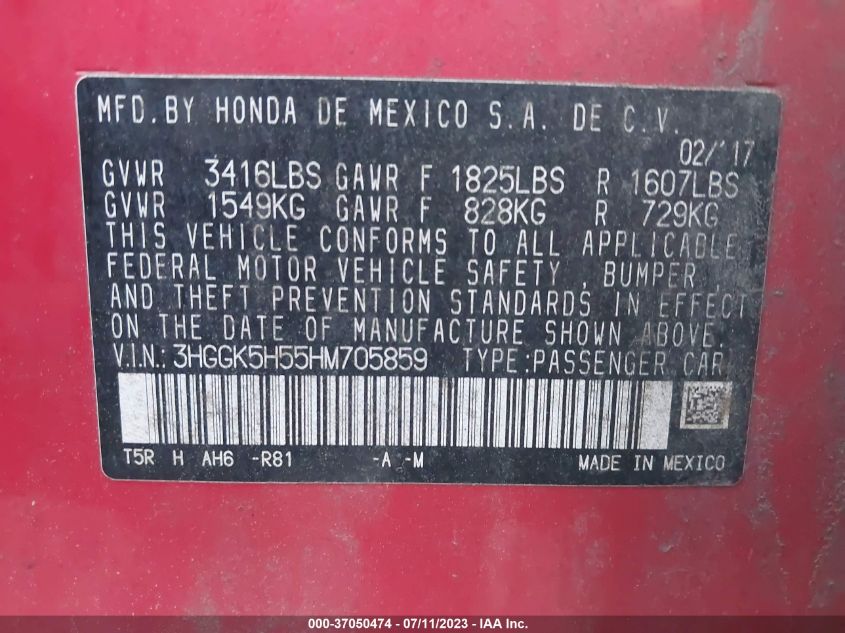 MFD. BY HONDA DE MEXICO S.A. DE C.V.
02/'17
GVWR 3416LBS GAWR F 1825LBS R 1607LBS
GVWR 1549KG GAWR F 828KG R 729KG
THIS VEHICLE CONFORMS TO ALL APPLICABLE
FEDERAL MOTOR VEHICLE SAFETY, BUMPER,
AND THEFT PREVENTION STANDARDS IN EFFECT
ON THE DATE OF MANUFACTURE SHOWN ABOVE.
V.I.N.: 3HGGK5H55HM705859 TYPE: PASSENGER CAR
T5R H AH6 -R81 -A -M MADE IN MEXICO
000-37050474 - 07/11/2023 - IAA Inc.